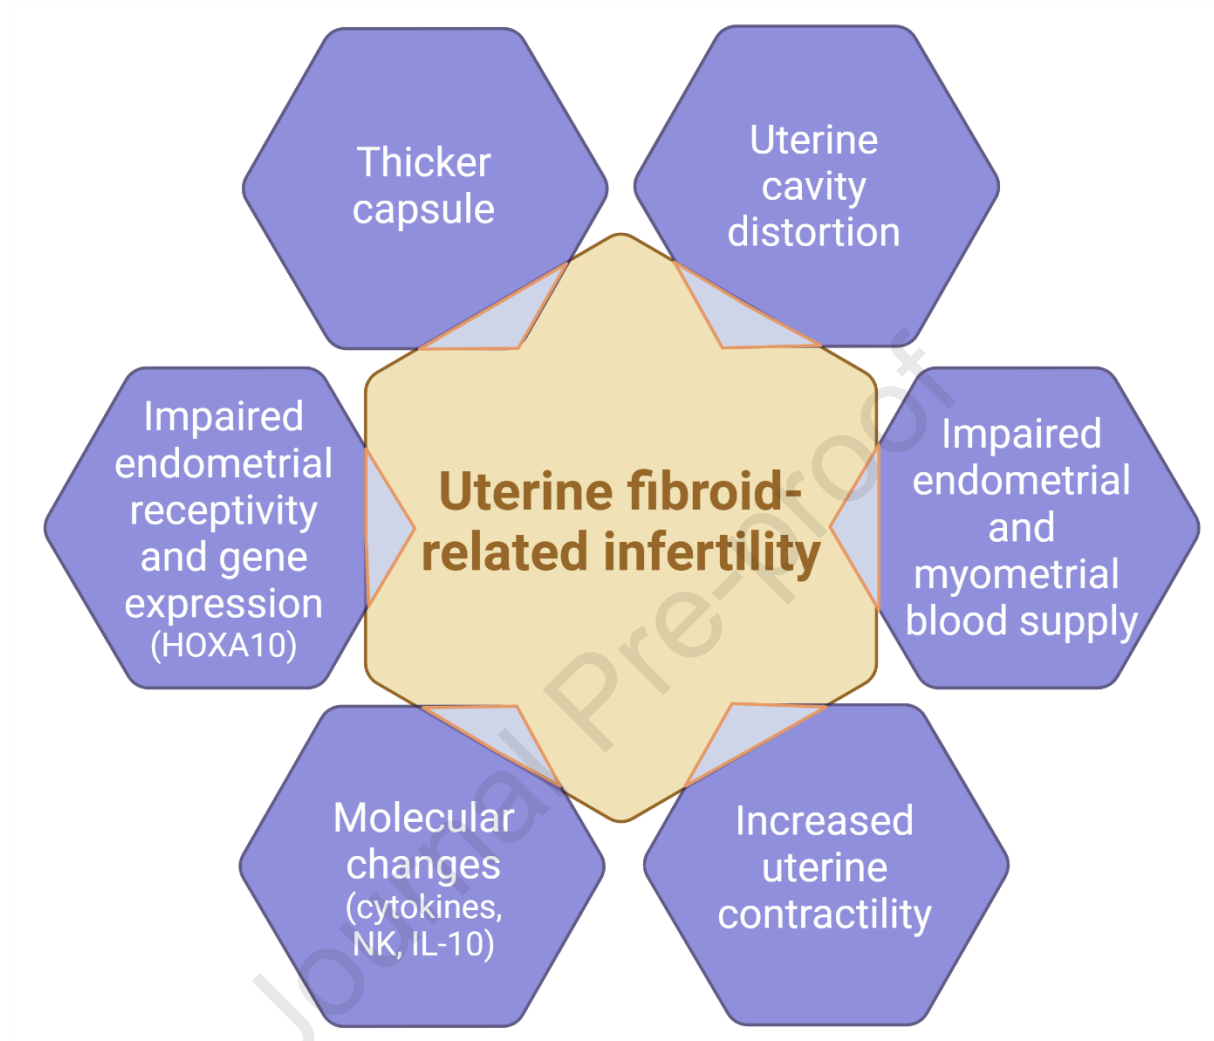 Thicker
capsule
Uterine
cavity
distortion
Impaired
endometrial
receptivity
and gene
expression
(HOXA10)
Uterine fibroid-
related infertility
Impaired
endometrial
and
myometrial
blood supply
Molecular
changes
(cytokines,
NK, IL-10)
Increased
uterine
contractility
Journal Pre-proof